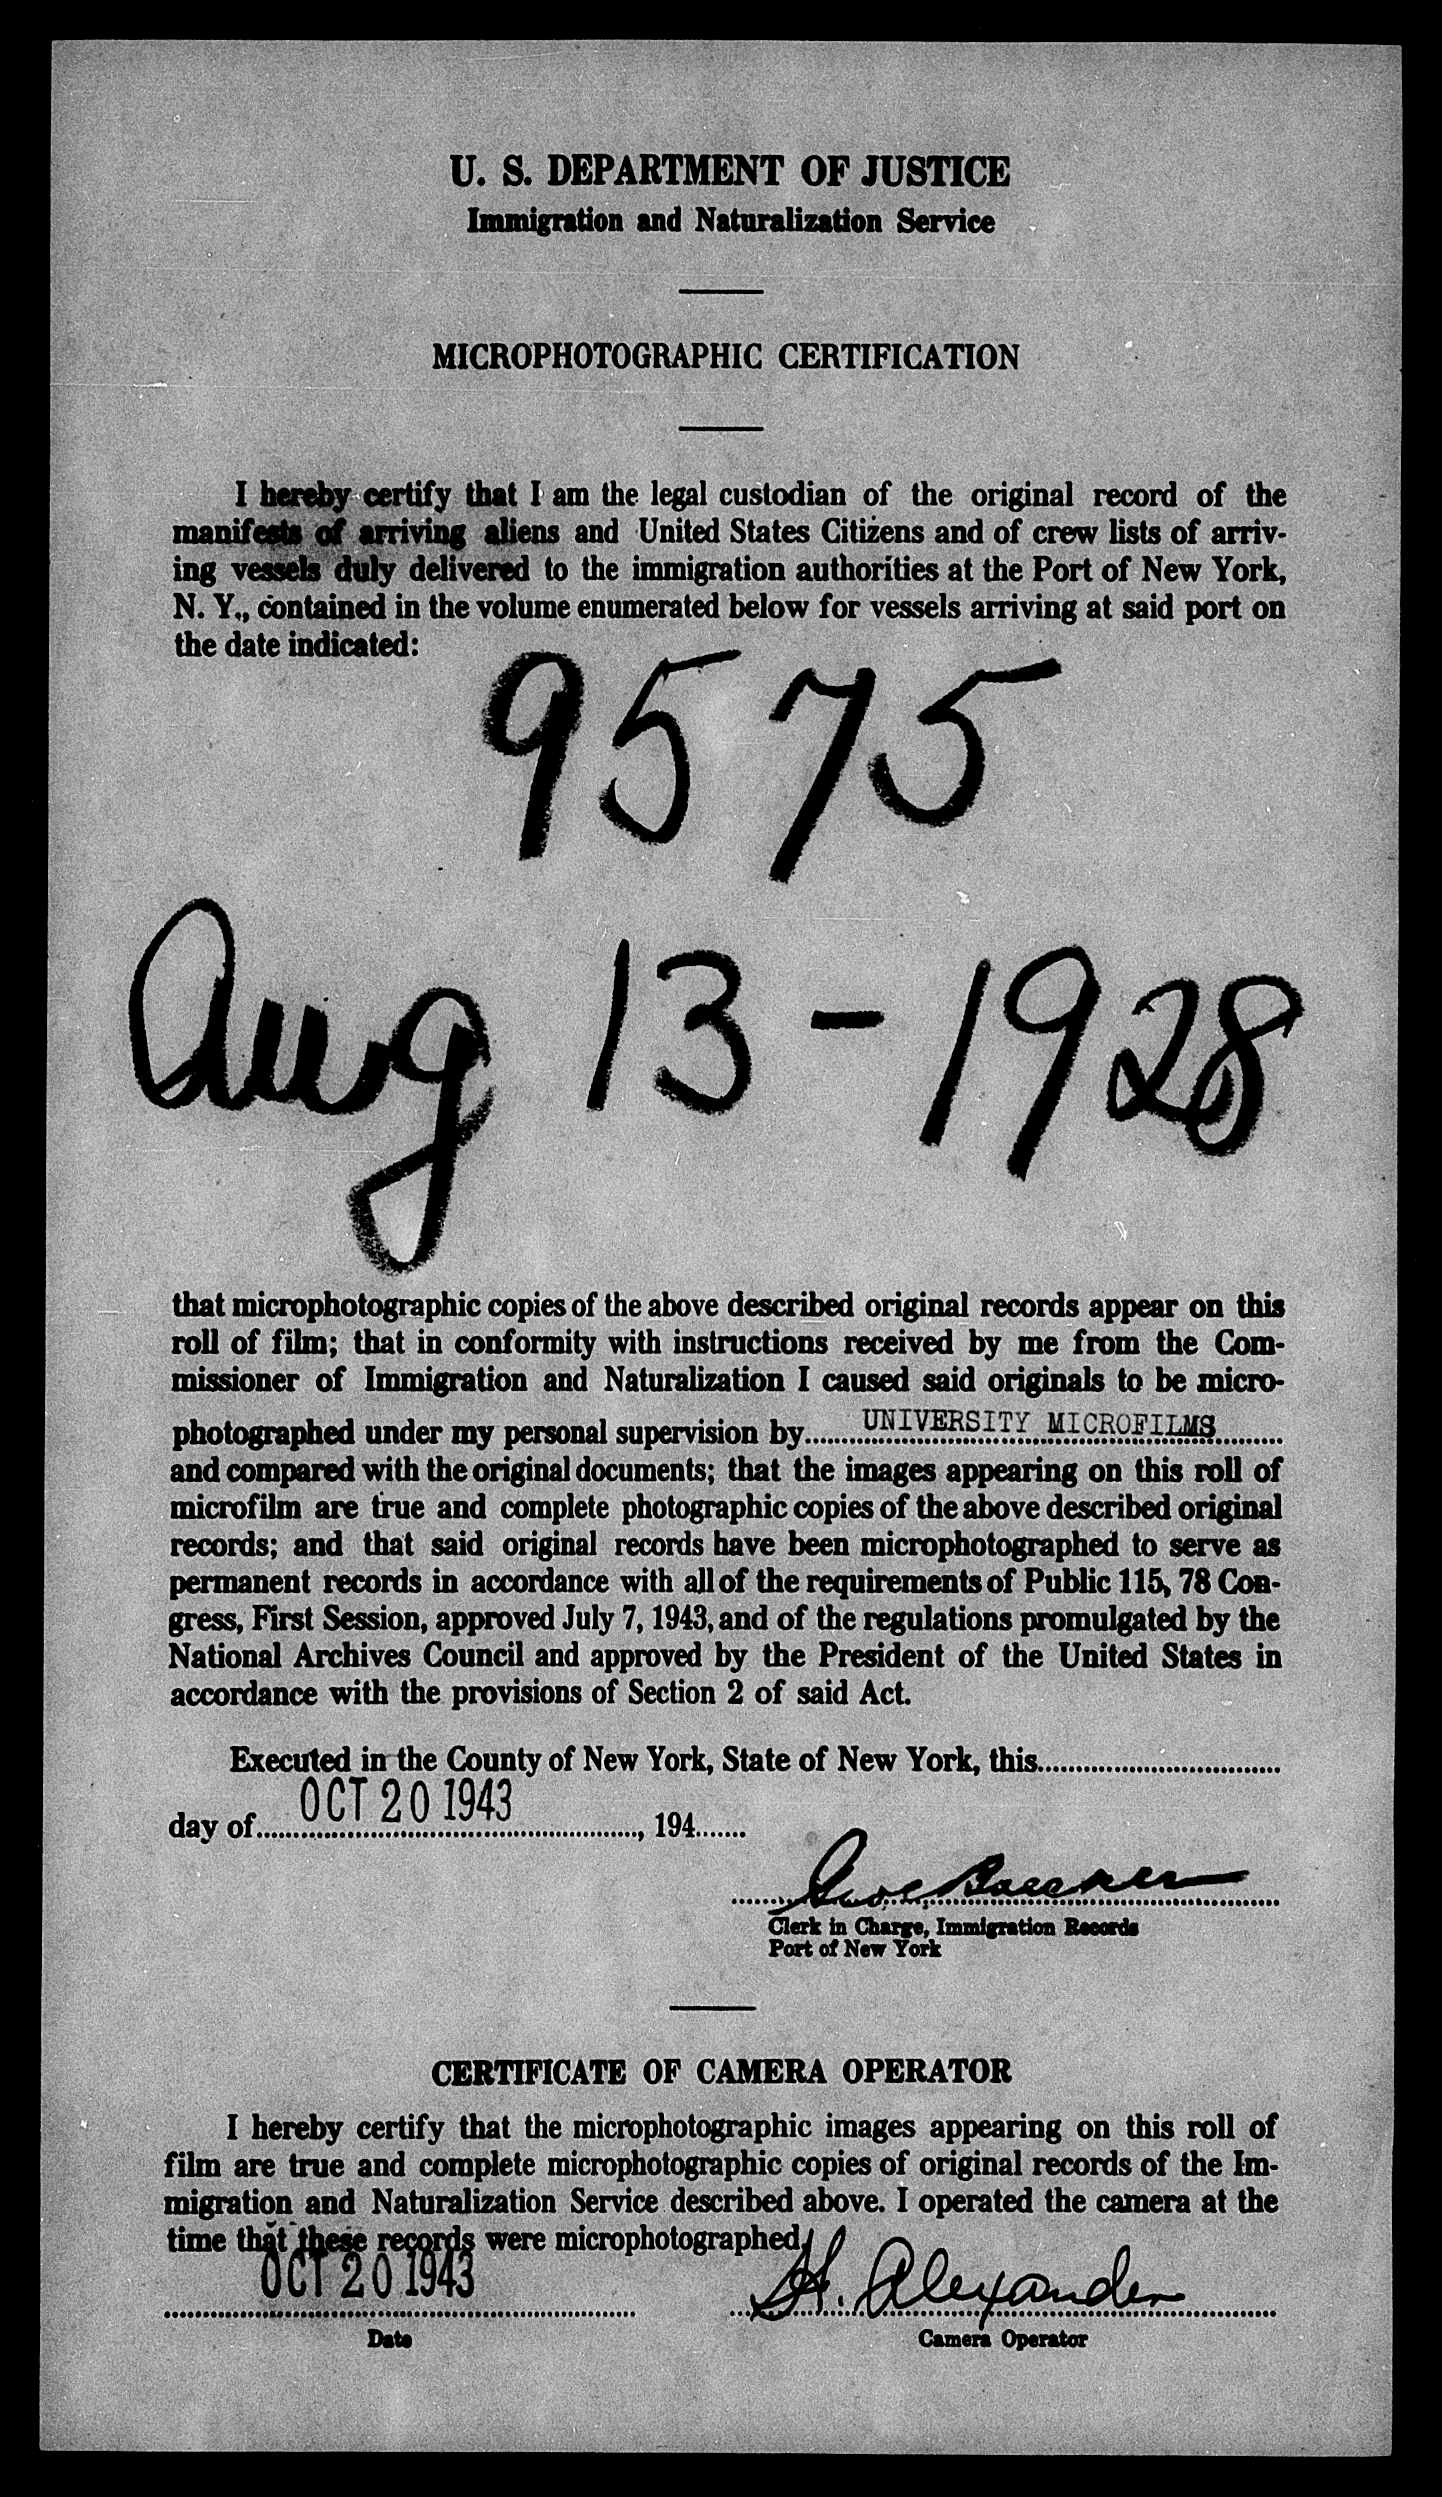 U. S. DEPARTMENT OF JUSTICE
Immigration and Naturalization Service
MICROPHOTOGRAPHIC CERTIFICATION
I hereby certify that I am the legal custodian of the original record of the
manifests of arriving aliens and United States Citizens and of crew lists of arriv-
ing vessels duly delivered to the immigration authorities at the Port of New York,
N. Y., contained in the volume enumerated below for vessels arriving at said port on
the date indicated:
9575
Aug 13-1928
that microphotographic copies of the above described original records appear on this
roll of film; that in conformity with instructions received by me from the Com-
missioner of Immigration and Naturalization I caused said originals to be micro-
photographed under my personal supervision by UNIVERSITY MICROFILMS
and compared with the original documents; that the images appearing on this roll of
microfilm are true and complete photographic copies of the above described original
records; and that said original records have been microphotographed to serve as
permanent records in accordance with all of the requirements of Public 115, 78 Con-
gress, First Session, approved July 7, 1943, and of the regulations promulgated by the
National Archives Council and approved by the President of the United States in
accordance with the provisions of Section 2 of said Act.
Executed in the County of New York, State of New York, this
day of OCT 20 1943, 194
Clerk in Charge, Immigration Records
Port of New York
CERTIFICATE OF CAMERA OPERATOR
I hereby certify that the microphotographic images appearing on this roll of
film are true and complete microphotographic copies of original records of the Im-
migration and Naturalization Service described above. I operated the camera at the
time that these records were microphotographed.
OCT 20 1943 H. Alexander
Date Camera Operator